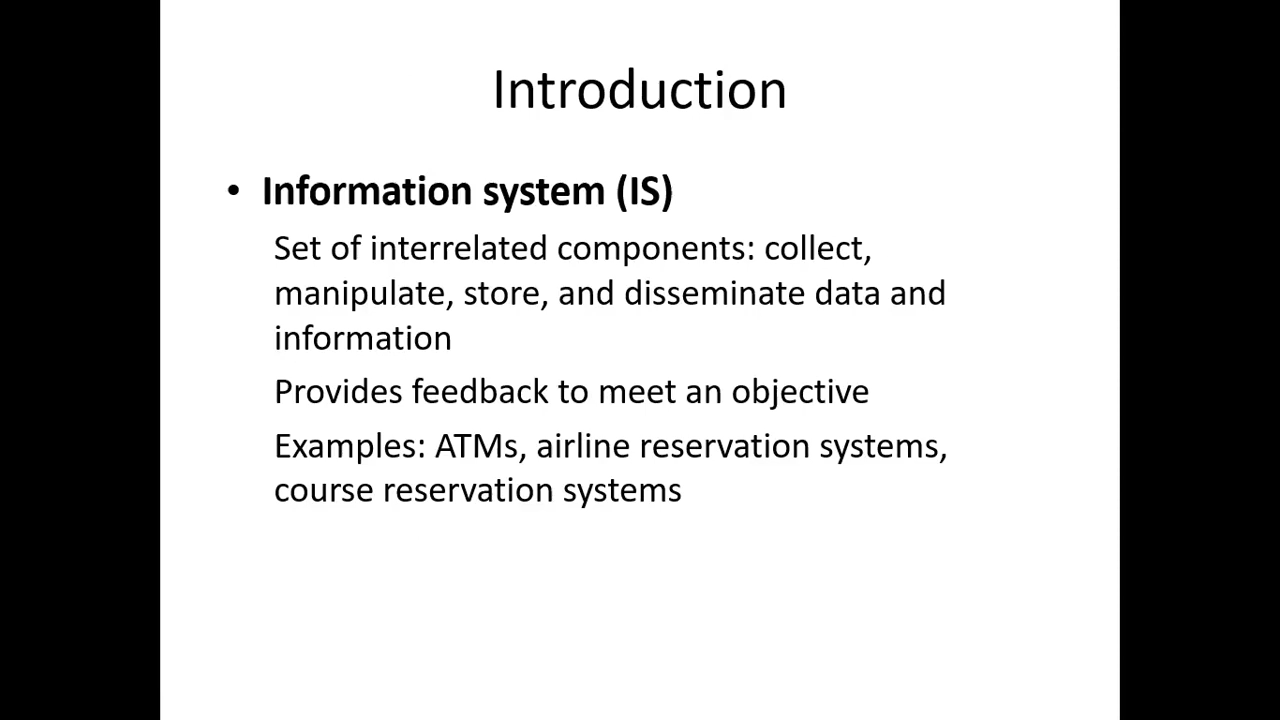 Introduction
• Information system (IS)
Set of interrelated components: collect,
manipulate, store, and disseminate data and
information
Provides feedback to meet an objective
Examples: ATMs, airline reservation systems,
course reservation systems